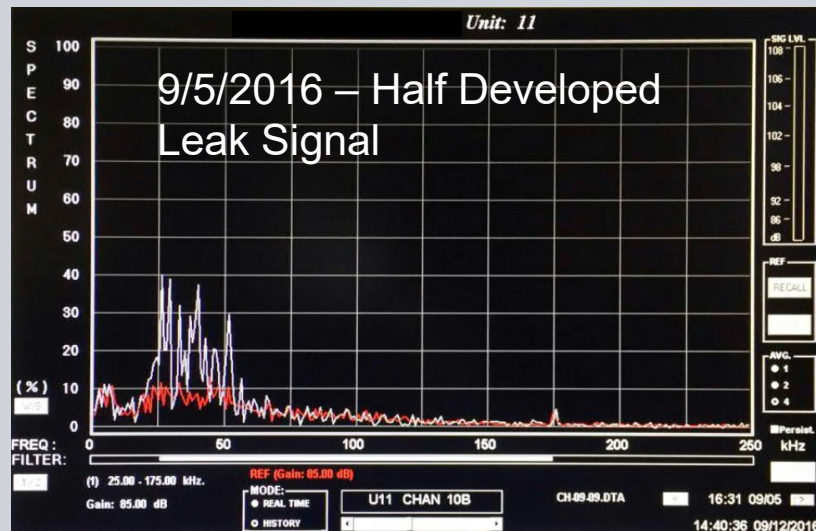 Unit: 11
SPECTRUM
(%)
100
90
80
70
60
50
40
30
20
10
0
9/5/2016 – Half Developed
Leak Signal
SIG LVL
108
106
104
102
98
92
86
dB
REF
RECALL
AVG.
1
2
4
Persist.
FREQ: 0 50 100 150 200 250 kHz
FILTER:
1/2
(1) 25.00 - 175.00 kHz.
Gain: 85.00 dB
REF (Gain: 85.00 dB)
MODE:
REAL TIME
HISTORY
U11 CHAN 10B
CH-09-09.DTA < 16:31 09/05 >
14:40:36 09/12/2016